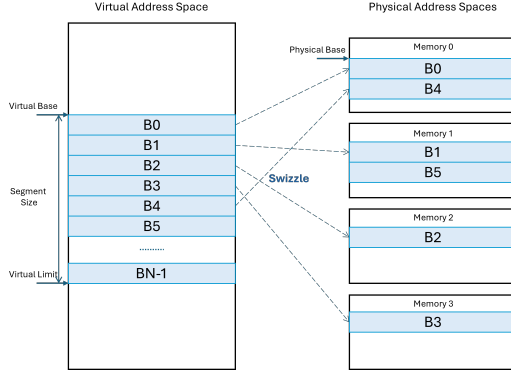 Virtual Address Space
Physical Address Spaces
Physical Base
Memory 0
B0
B4
Virtual Base
B0
B1
B2
B3
B4
B5
..........
BN-1
Segment
Size
Virtual Limit
Swizzle
Memory 1
B1
B5
Memory 2
B2
Memory 3
B3